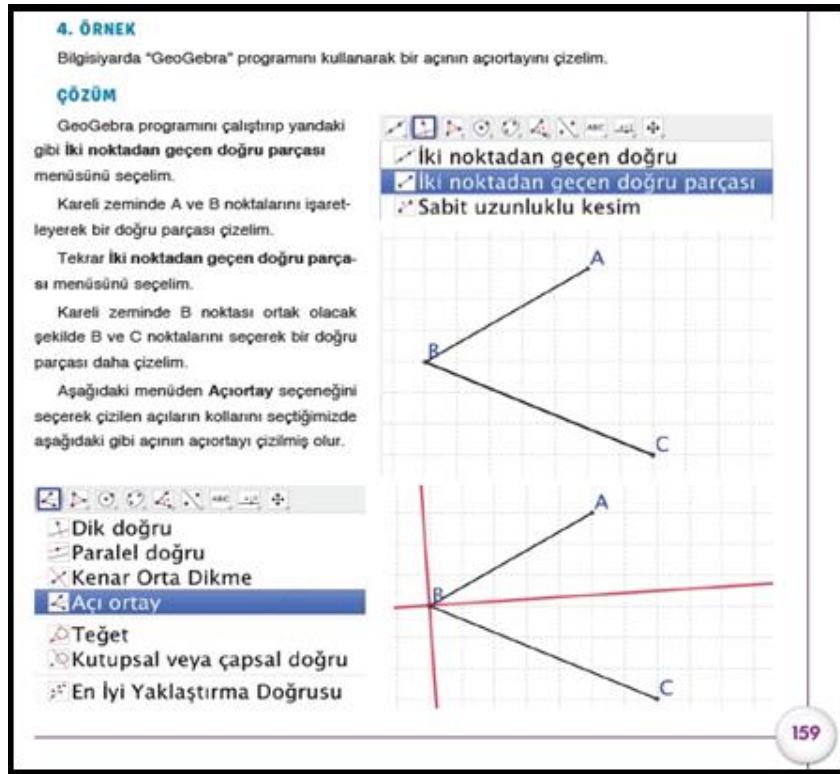 4. ÖRNEK
Bilgisiyarda "GeoGebra" programını kullanarak bir açının açıortayını çizelim.
ÇÖZÜM
GeoGebra programını çalıştırıp yandaki
gibi İki noktadan geçen doğru parçası
menüsünü seçelim.
Kareli zeminde A ve B noktalarını işaret-
leyerek bir doğru parçası çizelim.
Tekrar İki noktadan geçen doğru parça-
sı menüsünü seçelim.
Kareli zeminde B noktası ortak olacak
şekilde B ve C noktalarını seçerek bir doğru
parçası daha çizelim.
Aşağıdaki menüden Açıortay seçeneğini
seçerek çizilen açıların kollarını seçtiğimizde
aşağıdaki gibi açının açıortayı çizilmiş olur.
ABC
İki noktadan geçen doğru
İki noktadan geçen doğru parçası
Sabit uzunluklu kesim
A
B
C
ABC
Dik doğru
Paralel doğru
Kenar Orta Dikme
Açı ortay
Teğet
Kutupsal veya çapsal doğru
En İyi Yaklaştırma Doğrusu
A
B
C
159